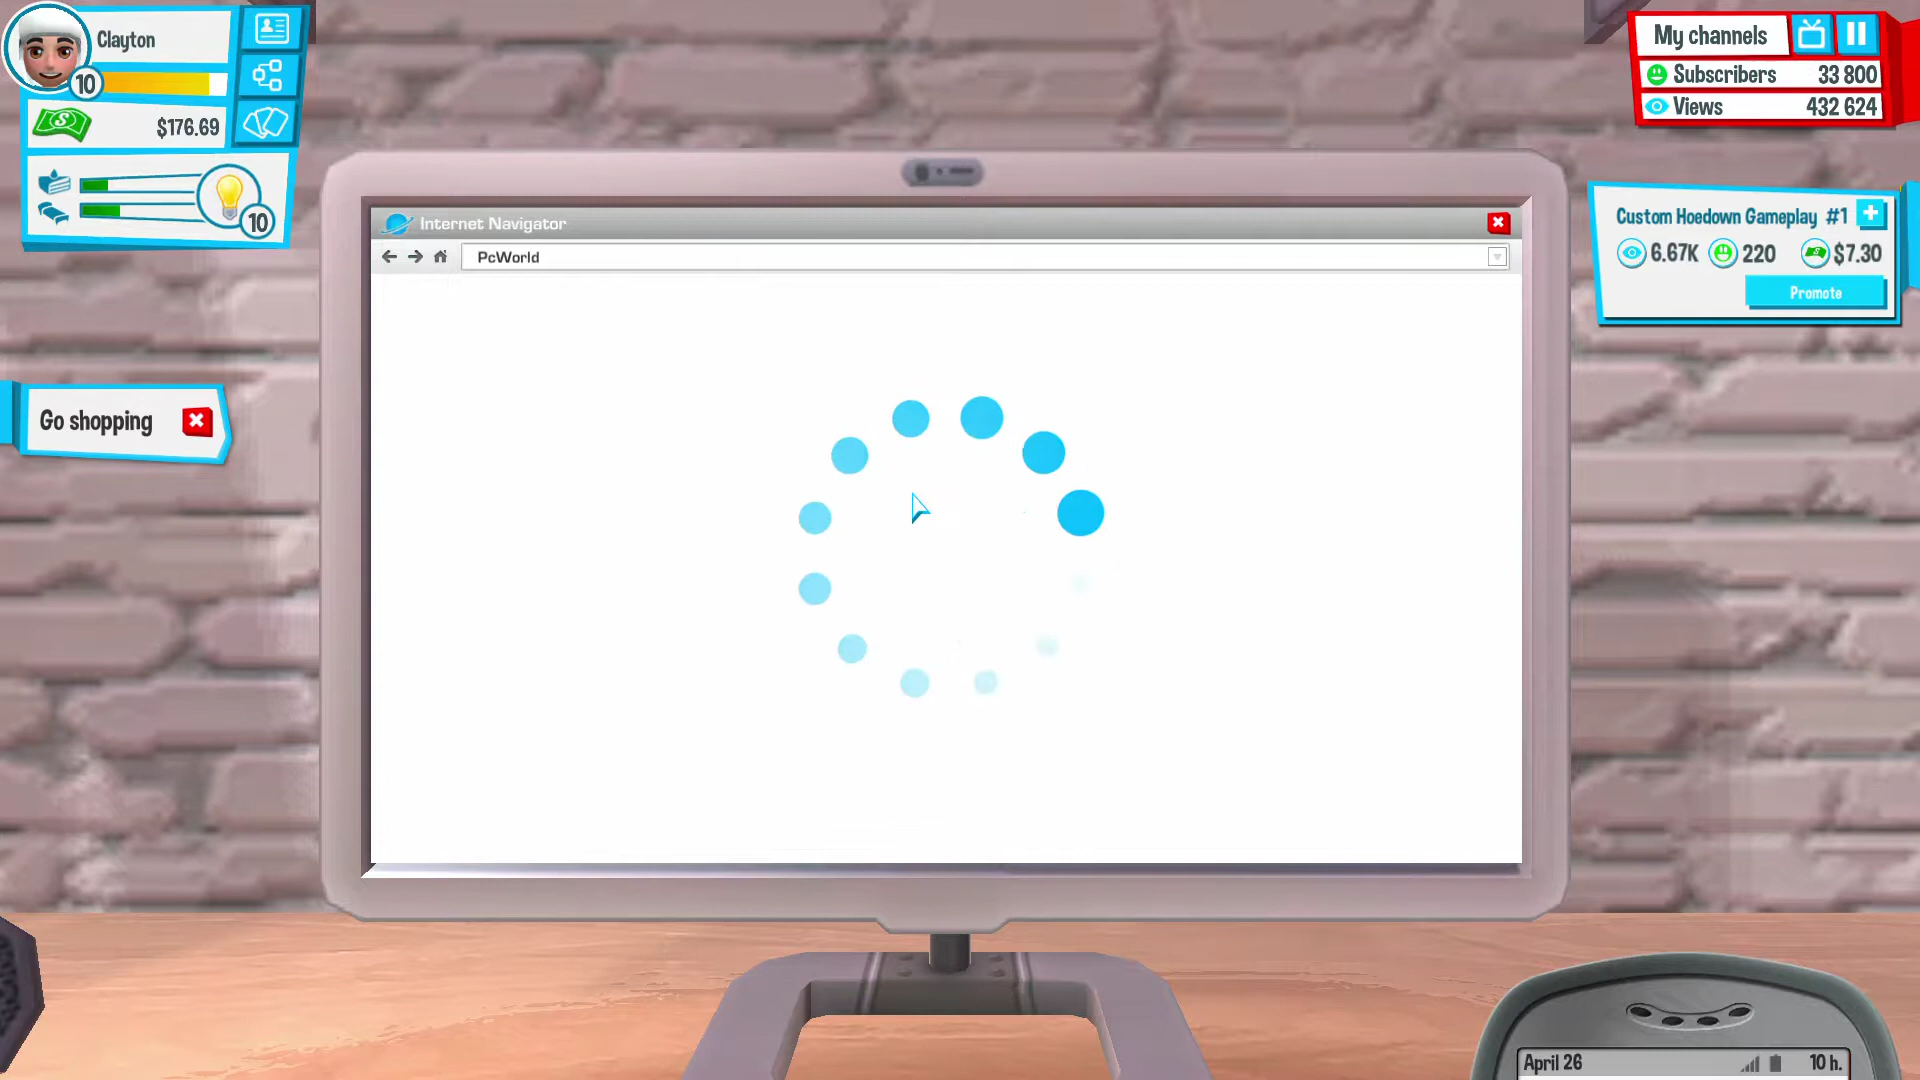 Clayton
10
$176.69
10
My channels
Subscribers 33 800
Views 432 624
Custom Hoedown Gameplay #1
6.67K 220 $7.30
Promote
Go shopping
Internet Navigator
PcWorld
April 26 10 h.